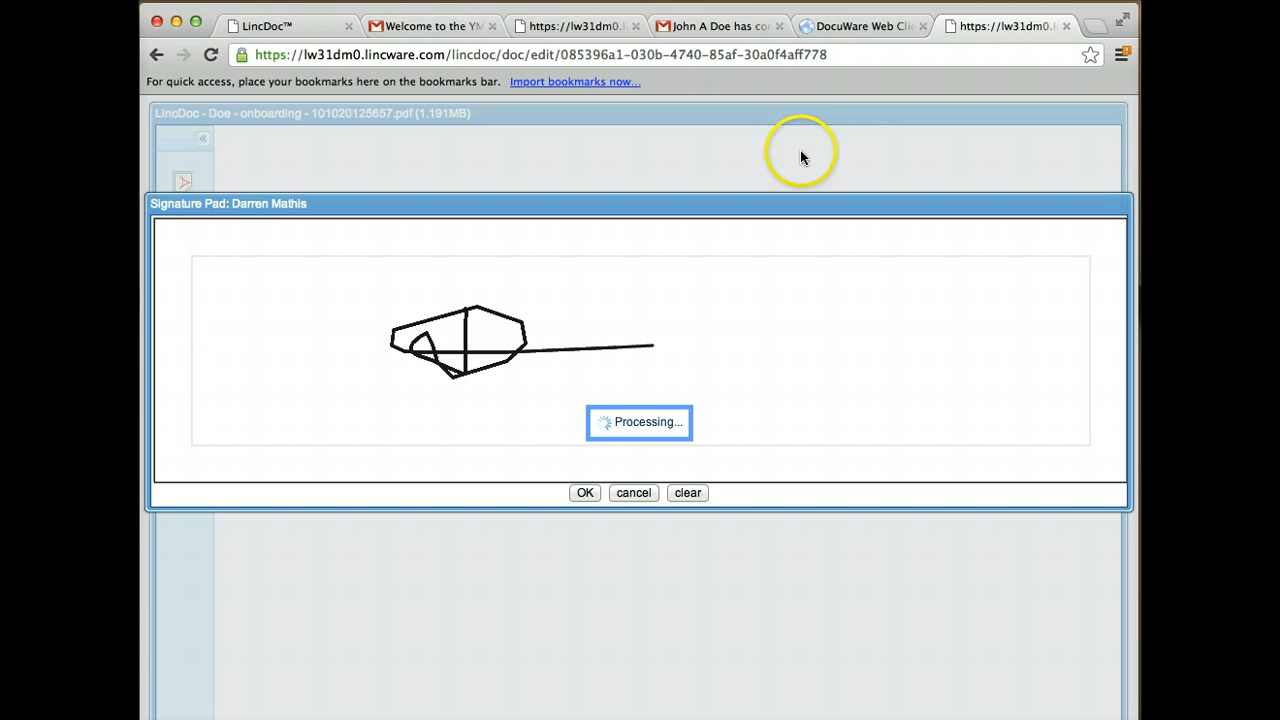 LincDoc™
Welcome to the YM
https://lw31dm0.l
John A Doe has cor
DocuWare Web Clie
https://lw31dm0.l
https://lw31dm0.lincware.com/lincdoc/doc/edit/085396a1-030b-4740-85af-30a0f4aff778
For quick access, place your bookmarks here on the bookmarks bar. Import bookmarks now...
LincDoc - Doe - onboarding - 101020125657.pdf (1.191MB)
Signature Pad: Darren Mathis
Processing...
OK cancel clear